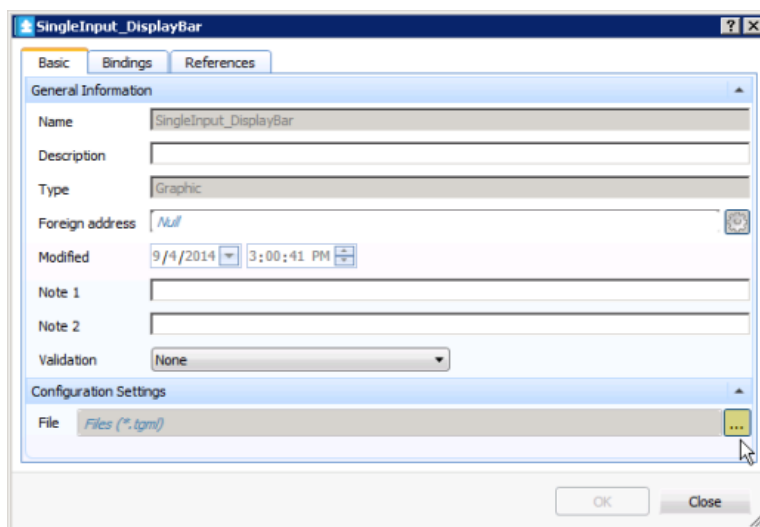 SingleInput_DisplayBar
Basic Bindings References
General Information
Name SingleInput_DisplayBar
Description
Type Graphic
Foreign address Null
Modified 9/4/2014 3:00:41 PM
Note 1
Note 2
Validation None
Configuration Settings
File Files (*.tgml) ...
OK Close